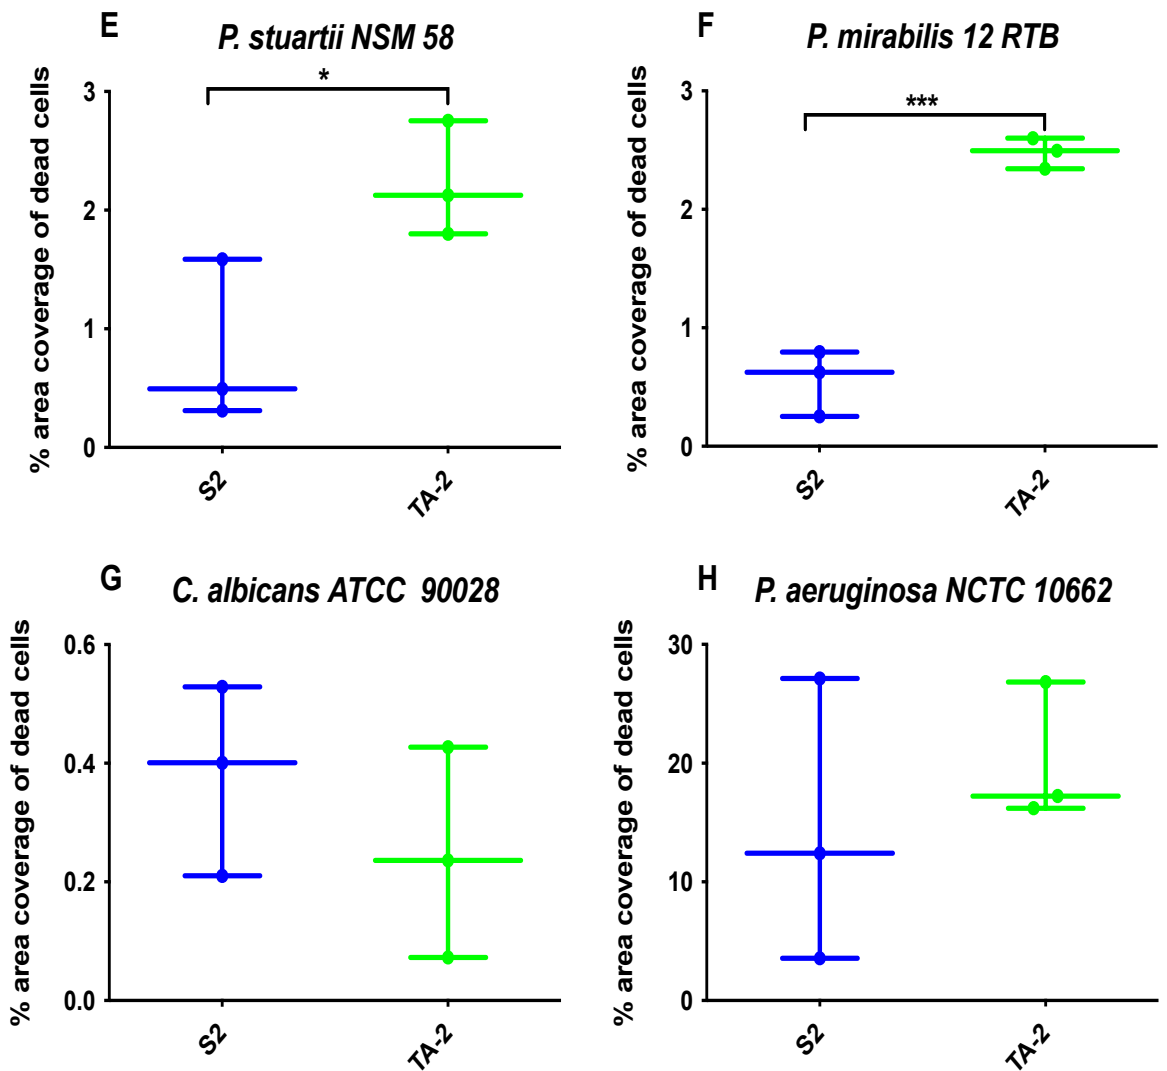 E
P. stuartii NSM 58
% area coverage of dead cells
3
2
1
0
*
S2
TA-2
F
P. mirabilis 12 RTB
% area coverage of dead cells
3
2
1
0
***
S2
TA-2
G
C. albicans ATCC 90028
% area coverage of dead cells
0.6
0.4
0.2
0.0
S2
TA-2
H
P. aeruginosa NCTC 10662
% area coverage of dead cells
30
20
10
0
S2
TA-2